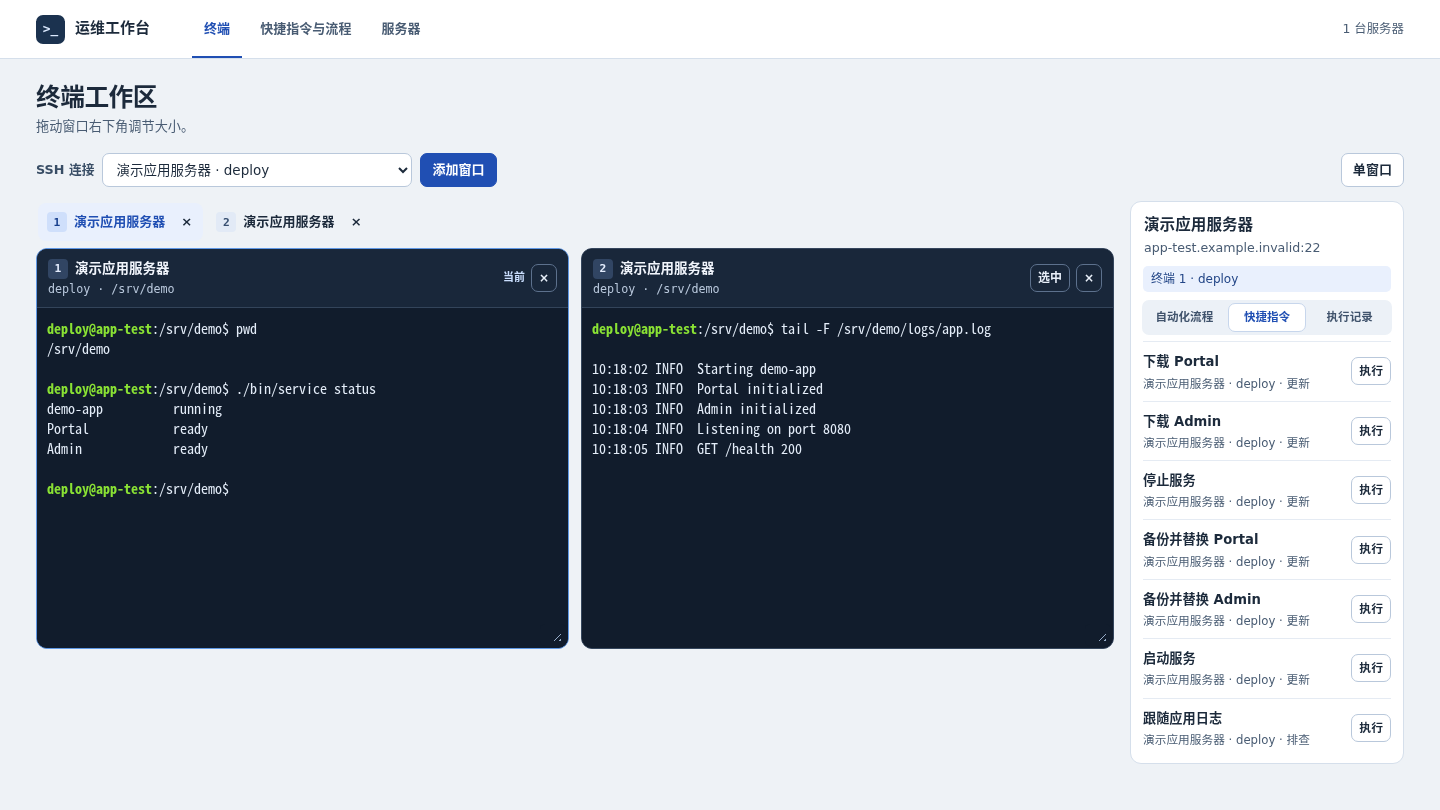 >_ 运维工作台 终端 快捷指令与流程 服务器 1 台服务器
终端工作区
拖动窗口右下角调节大小。
SSH 连接 演示应用服务器 · deploy 添加窗口 单窗口
1 演示应用服务器 × 2 演示应用服务器 ×
1 演示应用服务器 当前 ×
deploy · /srv/demo
deploy@app-test:/srv/demo$ pwd
/srv/demo
deploy@app-test:/srv/demo$ ./bin/service status
demo-app running
Portal ready
Admin ready
deploy@app-test:/srv/demo$
2 演示应用服务器 选中 ×
deploy · /srv/demo
deploy@app-test:/srv/demo$ tail -F /srv/demo/logs/app.log
10:18:02 INFO Starting demo-app
10:18:03 INFO Portal initialized
10:18:03 INFO Admin initialized
10:18:04 INFO Listening on port 8080
10:18:05 INFO GET /health 200
演示应用服务器
app-test.example.invalid:22
终端 1 · deploy
自动化流程 快捷指令 执行记录
下载 Portal 执行
演示应用服务器 · deploy · 更新
下载 Admin 执行
演示应用服务器 · deploy · 更新
停止服务 执行
演示应用服务器 · deploy · 更新
备份并替换 Portal 执行
演示应用服务器 · deploy · 更新
备份并替换 Admin 执行
演示应用服务器 · deploy · 更新
启动服务 执行
演示应用服务器 · deploy · 更新
跟随应用日志 执行
演示应用服务器 · deploy · 排查